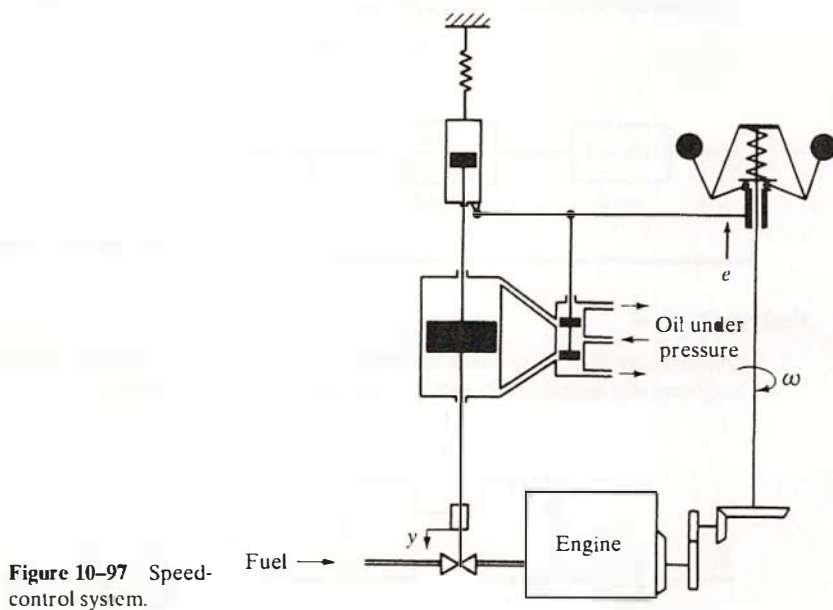 e
Oil under
pressure
ω
y
Engine
Fuel
Figure 10–97 Speed-
control system.